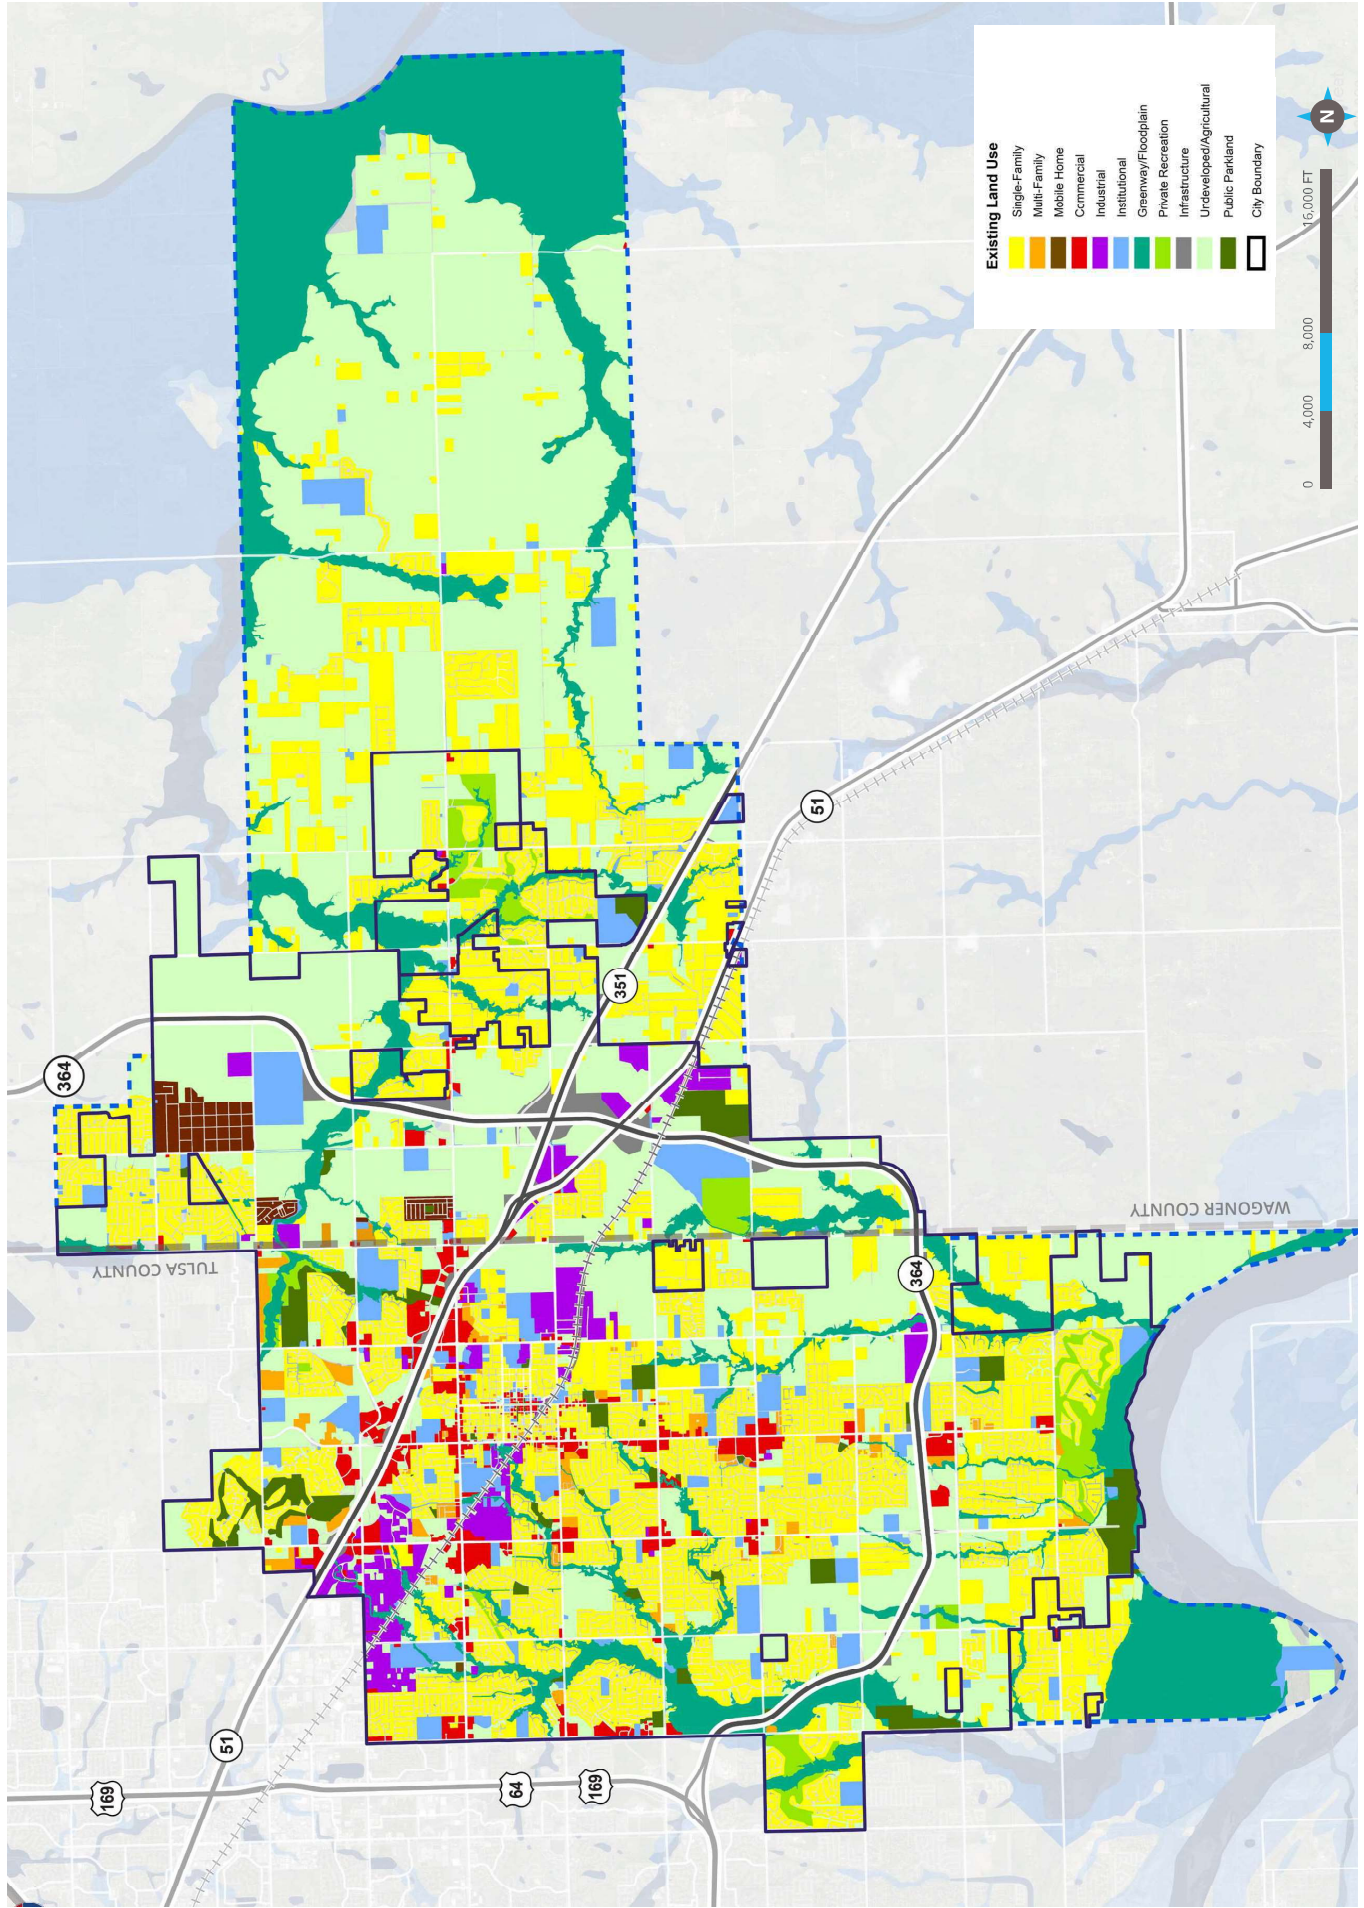 Existing Land Use
Single-Family
Multi-Family
Mobile Home
Commercial
Industrial
Institutional
Greenway/Floodplain
Private Recreation
Infrastructure
Undeveloped/Agricultural
Public Parkland
City Boundary
0
4,000
8,000
16,000 FT
N
TULSA COUNTY
WAGONER COUNTY
364
351
51
364
51
169
64
169